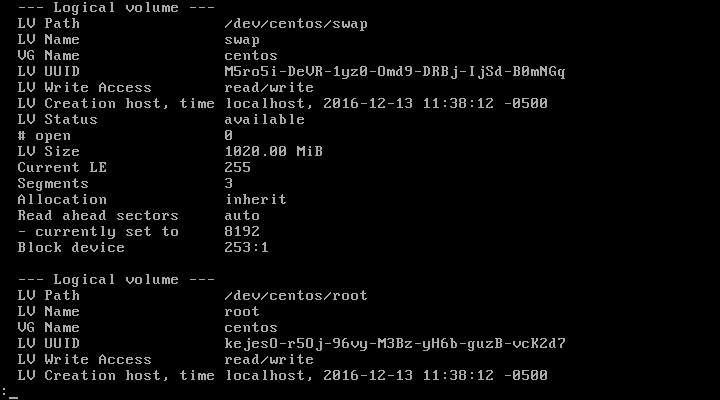 --- Logical volume ---
LV Path                /dev/centos/swap
LV Name                swap
VG Name                centos
LV UUID                M5ro5i-DeVR-1yz0-Omd9-DRBj-IjSd-B0mNGq
LV Write Access        read/write
LV Creation host, time localhost, 2016-12-13 11:38:12 -0500
LV Status              available
# open                 0
LV Size                1020.00 MiB
Current LE             255
Segments               3
Allocation             inherit
Read ahead sectors     auto
- currently set to     8192
Block device           253:1
--- Logical volume ---
LV Path                /dev/centos/root
LV Name                root
VG Name                centos
LV UUID                kejesO-r5Oj-96vy-M3Bz-yH6b-guzB-vcK2d7
LV Write Access        read/write
LV Creation host, time localhost, 2016-12-13 11:38:12 -0500
:_